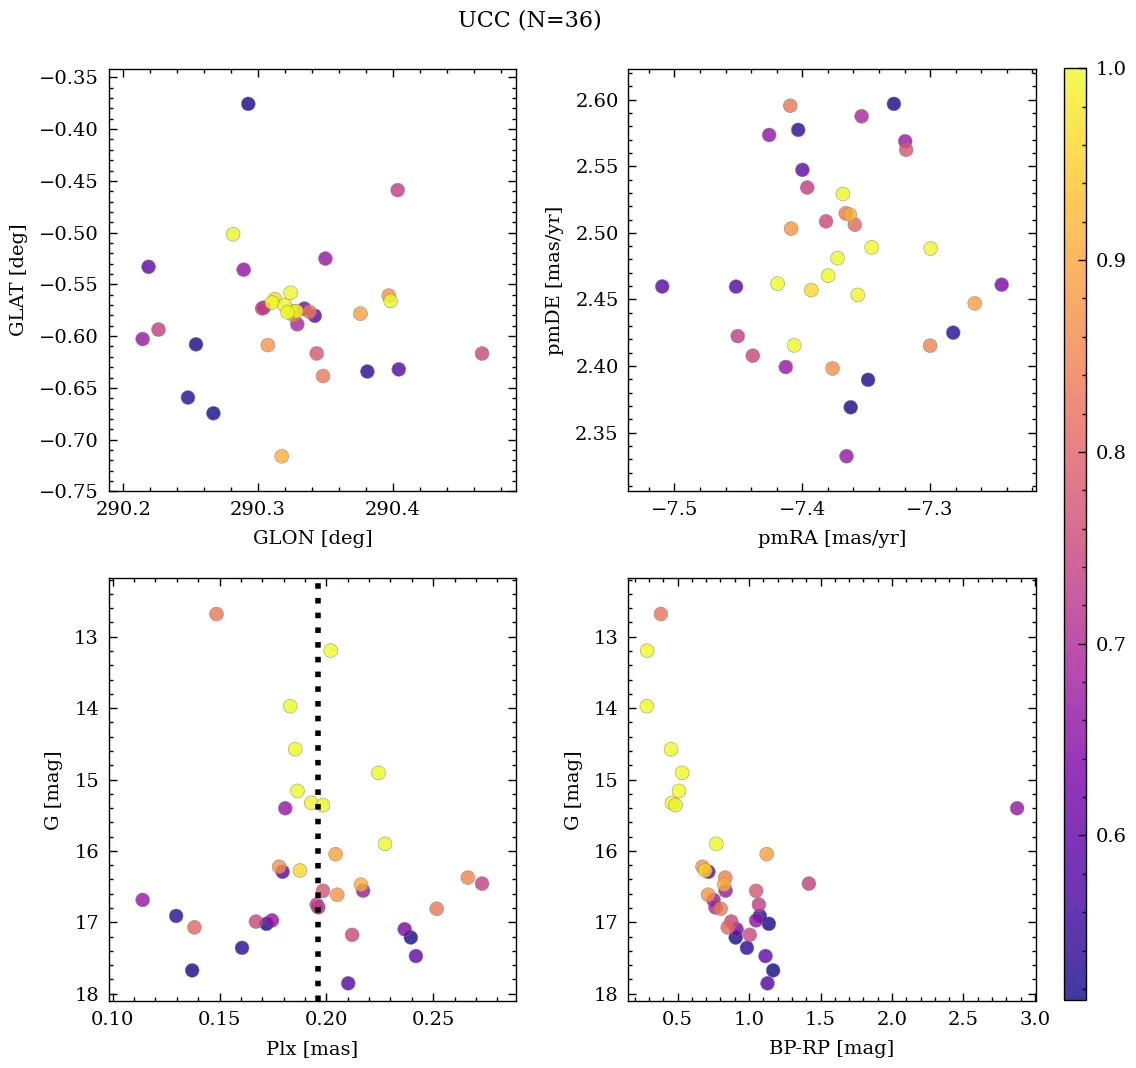 UCC (N=36)
−0.35
−0.40
−0.45
−0.50
−0.55
−0.60
−0.65
−0.70
−0.75
GLAT [deg]
290.2 290.3 290.4
GLON [deg]
2.60
2.55
2.50
2.45
2.40
2.35
pmDE [mas/yr]
−7.5 −7.4 −7.3
pmRA [mas/yr]
13
14
15
16
17
18
G [mag]
0.10 0.15 0.20 0.25
Plx [mas]
13
14
15
16
17
18
G [mag]
0.5 1.0 1.5 2.0 2.5 3.0
BP-RP [mag]
1.0
0.9
0.8
0.7
0.6